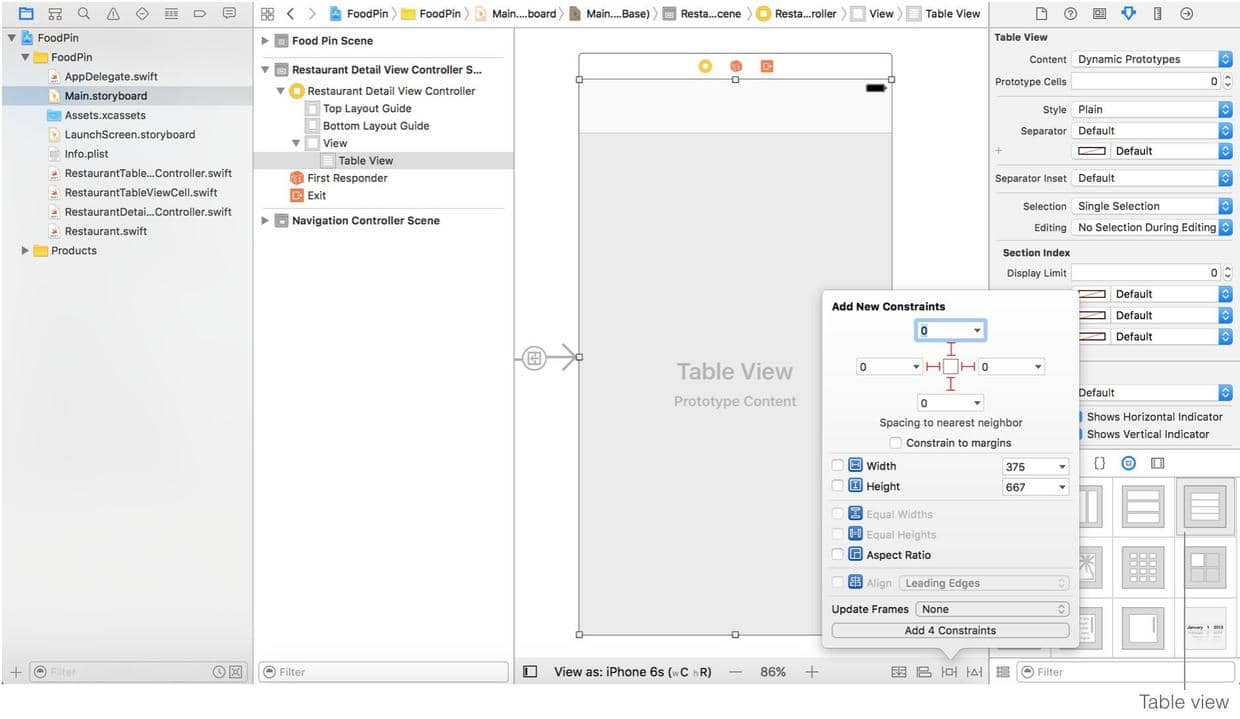 FoodPin
FoodPin
Main....board
Main....Base)
Resta...cene
Resta...roller
View
Table View
FoodPin
FoodPin
AppDelegate.swift
Main.storyboard
Assets.xcassets
LaunchScreen.storyboard
Info.plist
RestaurantTable...Controller.swift
RestaurantTableViewCell.swift
RestaurantDetai...Controller.swift
Restaurant.swift
Products
Filter
Food Pin Scene
Restaurant Detail View Controller S...
Restaurant Detail View Controller
Top Layout Guide
Bottom Layout Guide
View
Table View
First Responder
Exit
Navigation Controller Scene
Filter
Table View
Prototype Content
View as: iPhone 6s (wC hR)
86%
Add New Constraints
0
0
0
0
Spacing to nearest neighbor
Constrain to margins
Width 375
Height 667
Equal Widths
Equal Heights
Aspect Ratio
Align Leading Edges
Update Frames None
Add 4 Constraints
Table View
Content Dynamic Prototypes
Prototype Cells 0
Style Plain
Separator Default
+ Default
Separator Inset Default
Selection Single Selection
Editing No Selection During Editing
Section Index
Display Limit 0
Default
Default
Default
Default
Shows Horizontal Indicator
Shows Vertical Indicator
{}
Filter
Table view